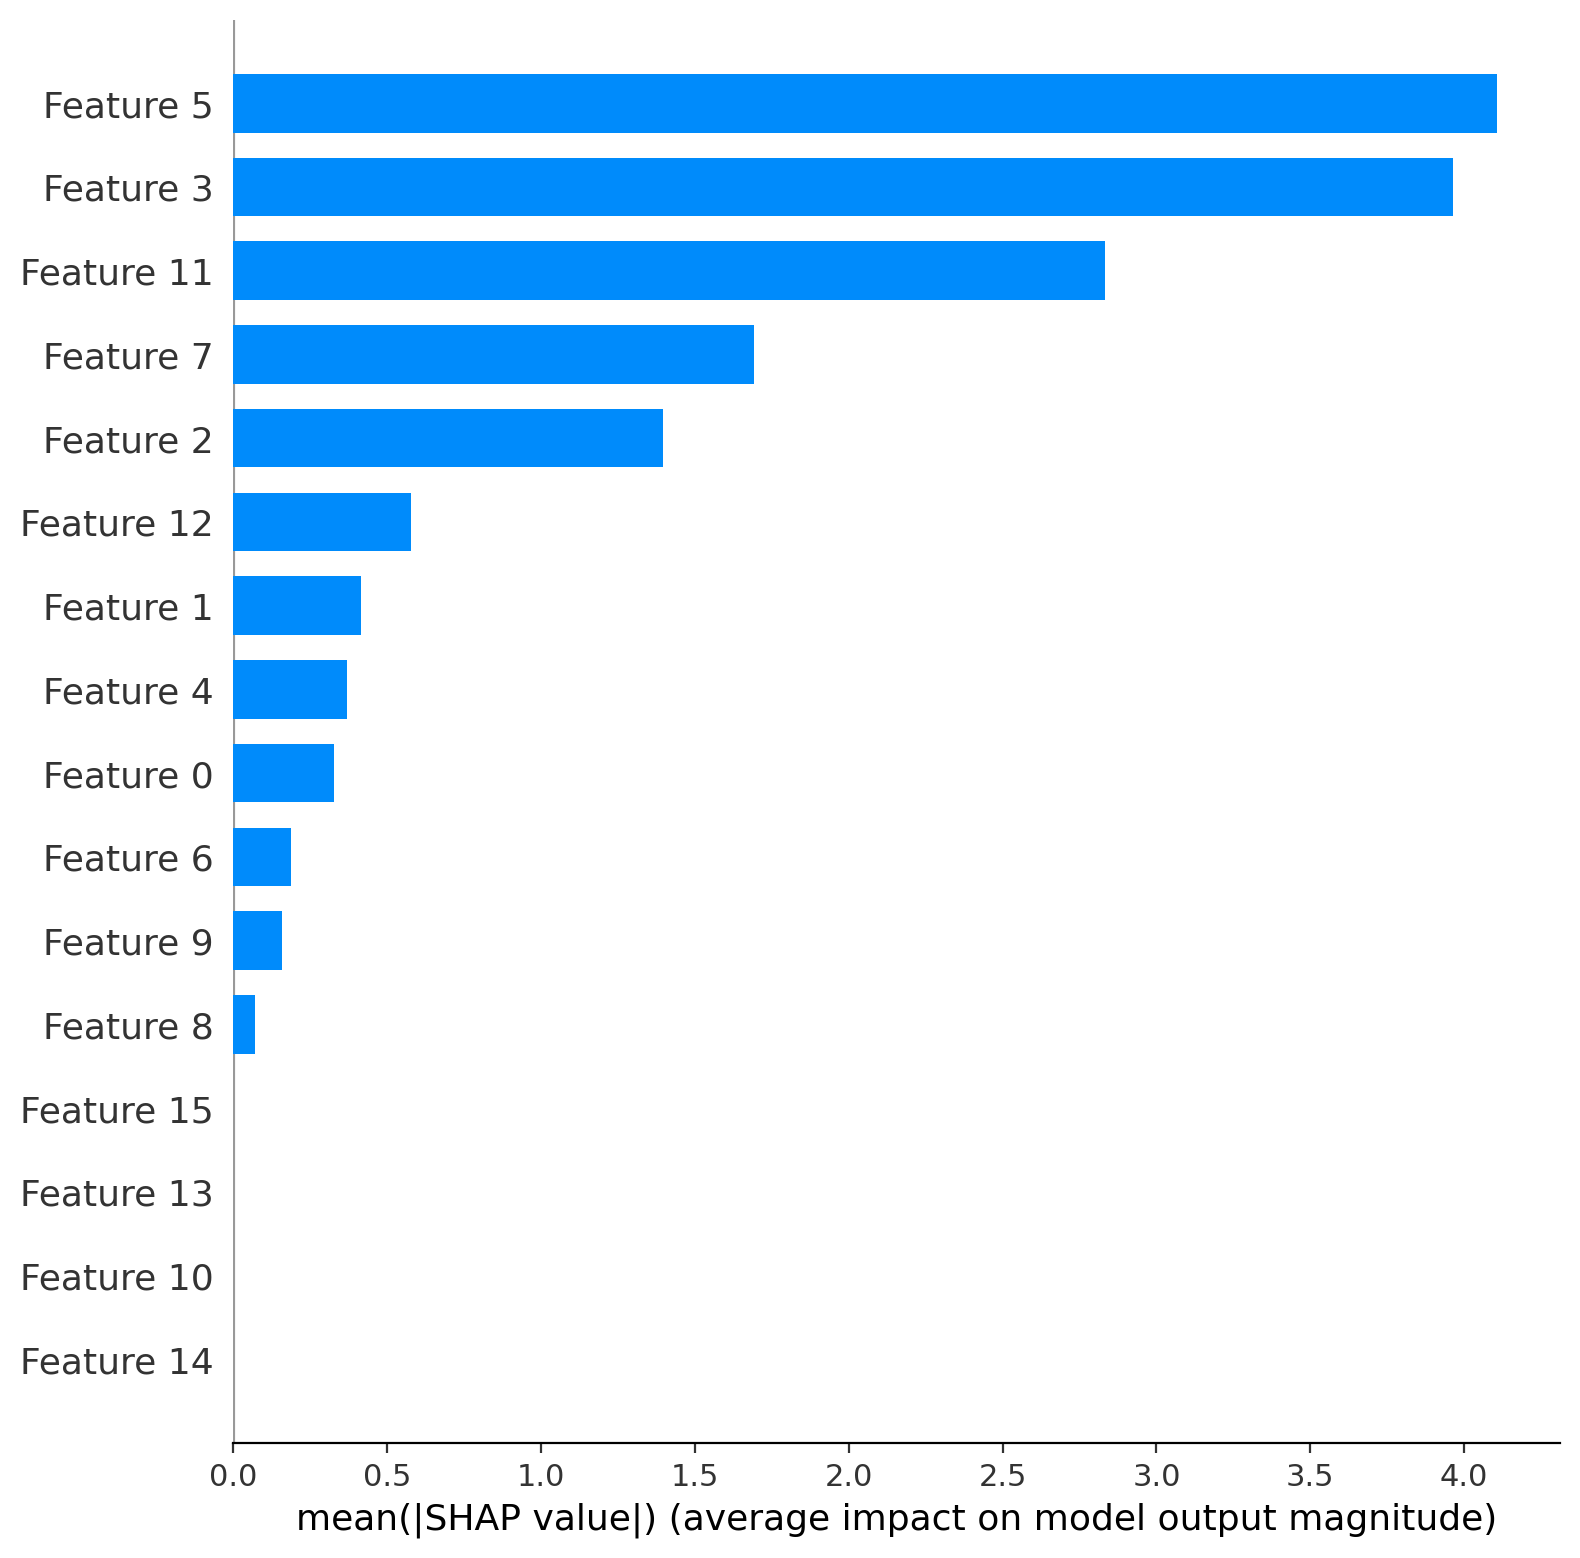 Feature 5
Feature 3
Feature 11
Feature 7
Feature 2
Feature 12
Feature 1
Feature 4
Feature 0
Feature 6
Feature 9
Feature 8
Feature 15
Feature 13
Feature 10
Feature 14
0.0 0.5 1.0 1.5 2.0 2.5 3.0 3.5 4.0
mean(|SHAP value|) (average impact on model output magnitude)